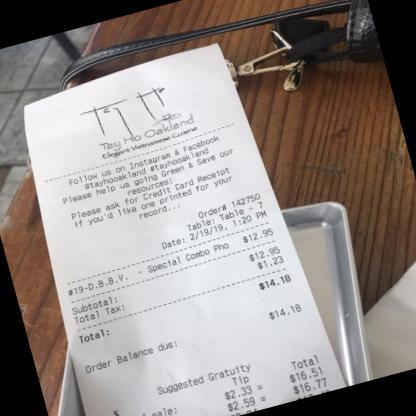 Tay Ho Oakland
Elegant Vietnamese Cuisine
Follow us on Instagram & Facebook
@tayhooakland #tayhooakland
Please help us going Green & Save our
resources!
Please ask for Credit Card Receipt
if you'd like one printed for your
record...
Order# 142750
Table: Table - 7
Date: 2/19/19, 1:20 PM
#19-D.B.B.Y. - Special Combo Pho $12.95
Subtotal: $12.95
Total Tax: $1.23
Total: $14.18
Order Balance due: $14.18
Suggested Gratuity
Tip Total
$2.33 = $16.51
% sale: $2.59 = $16.77